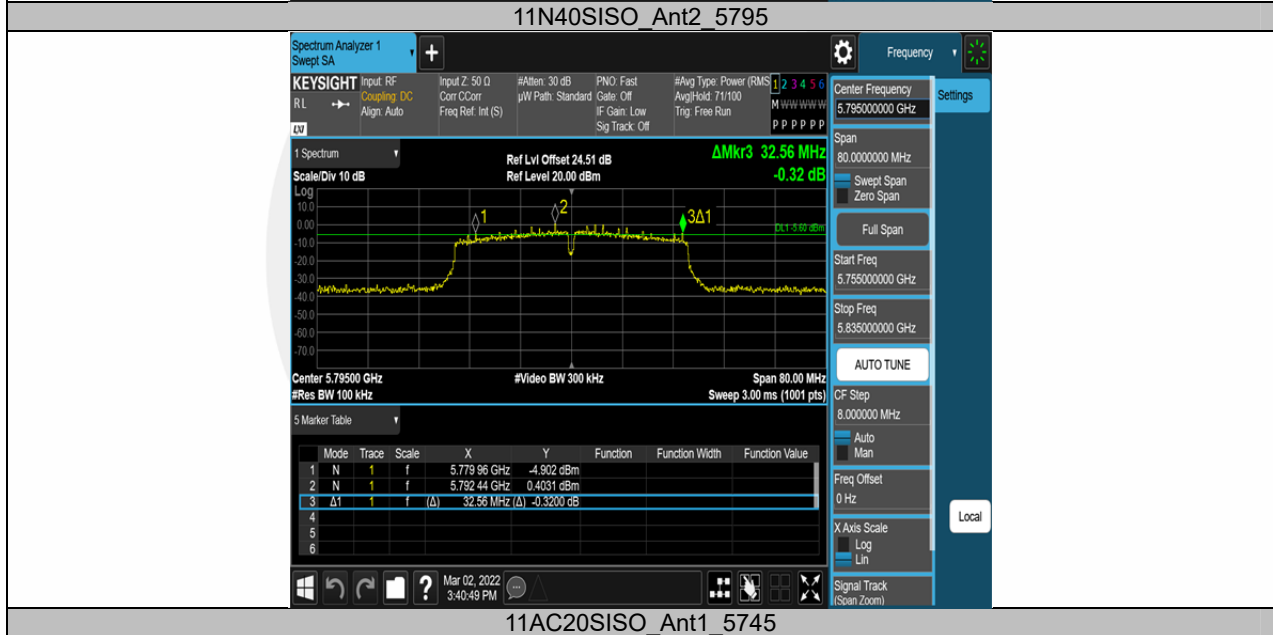 11N40SISO_Ant2_5795
Spectrum Analyzer 1
Swept SA
+
Frequency
KEYSIGHT
RL
LXI
Input: RF
Coupling: DC
Align: Auto
Input Z: 50 Ω
Corr CCorr
Freq Ref: Int (S)
#Atten: 30 dB
µW Path: Standard
PNO: Fast
Gate: Off
IF Gain: Low
Sig Track: Off
#Avg Type: Power (RMS
Avg|Hold: 71/100
Trig: Free Run
1 2 3 4 5 6
M W W W W W
P P P P P P
1 Spectrum
Scale/Div 10 dB
Ref Lvl Offset 24.51 dB
Ref Level 20.00 dBm
ΔMkr3 32.56 MHz
-0.32 dB
Log
10.0
0.00
-10.0
-20.0
-30.0
-40.0
-50.0
-60.0
-70.0
1
2
3Δ1
DL1 -5.60 dBm
Center 5.79500 GHz
#Res BW 100 kHz
#Video BW 300 kHz
Span 80.00 MHz
Sweep 3.00 ms (1001 pts)
5 Marker Table
Mode Trace Scale X Y Function Function Width Function Value
1 N 1 f 5.779 96 GHz -4.902 dBm
2 N 1 f 5.792 44 GHz 0.4031 dBm
3 Δ1 1 f (Δ) 32.56 MHz (Δ) -0.3200 dB
4
5
6
?
Mar 02, 2022
3:40:49 PM
Center Frequency
5.795000000 GHz
Span
80.0000000 MHz
Swept Span
Zero Span
Full Span
Start Freq
5.755000000 GHz
Stop Freq
5.835000000 GHz
AUTO TUNE
CF Step
8.000000 MHz
Auto
Man
Freq Offset
0 Hz
X Axis Scale
Log
Lin
Signal Track
(Span Zoom)
Settings
Local
11AC20SISO_Ant1_5745